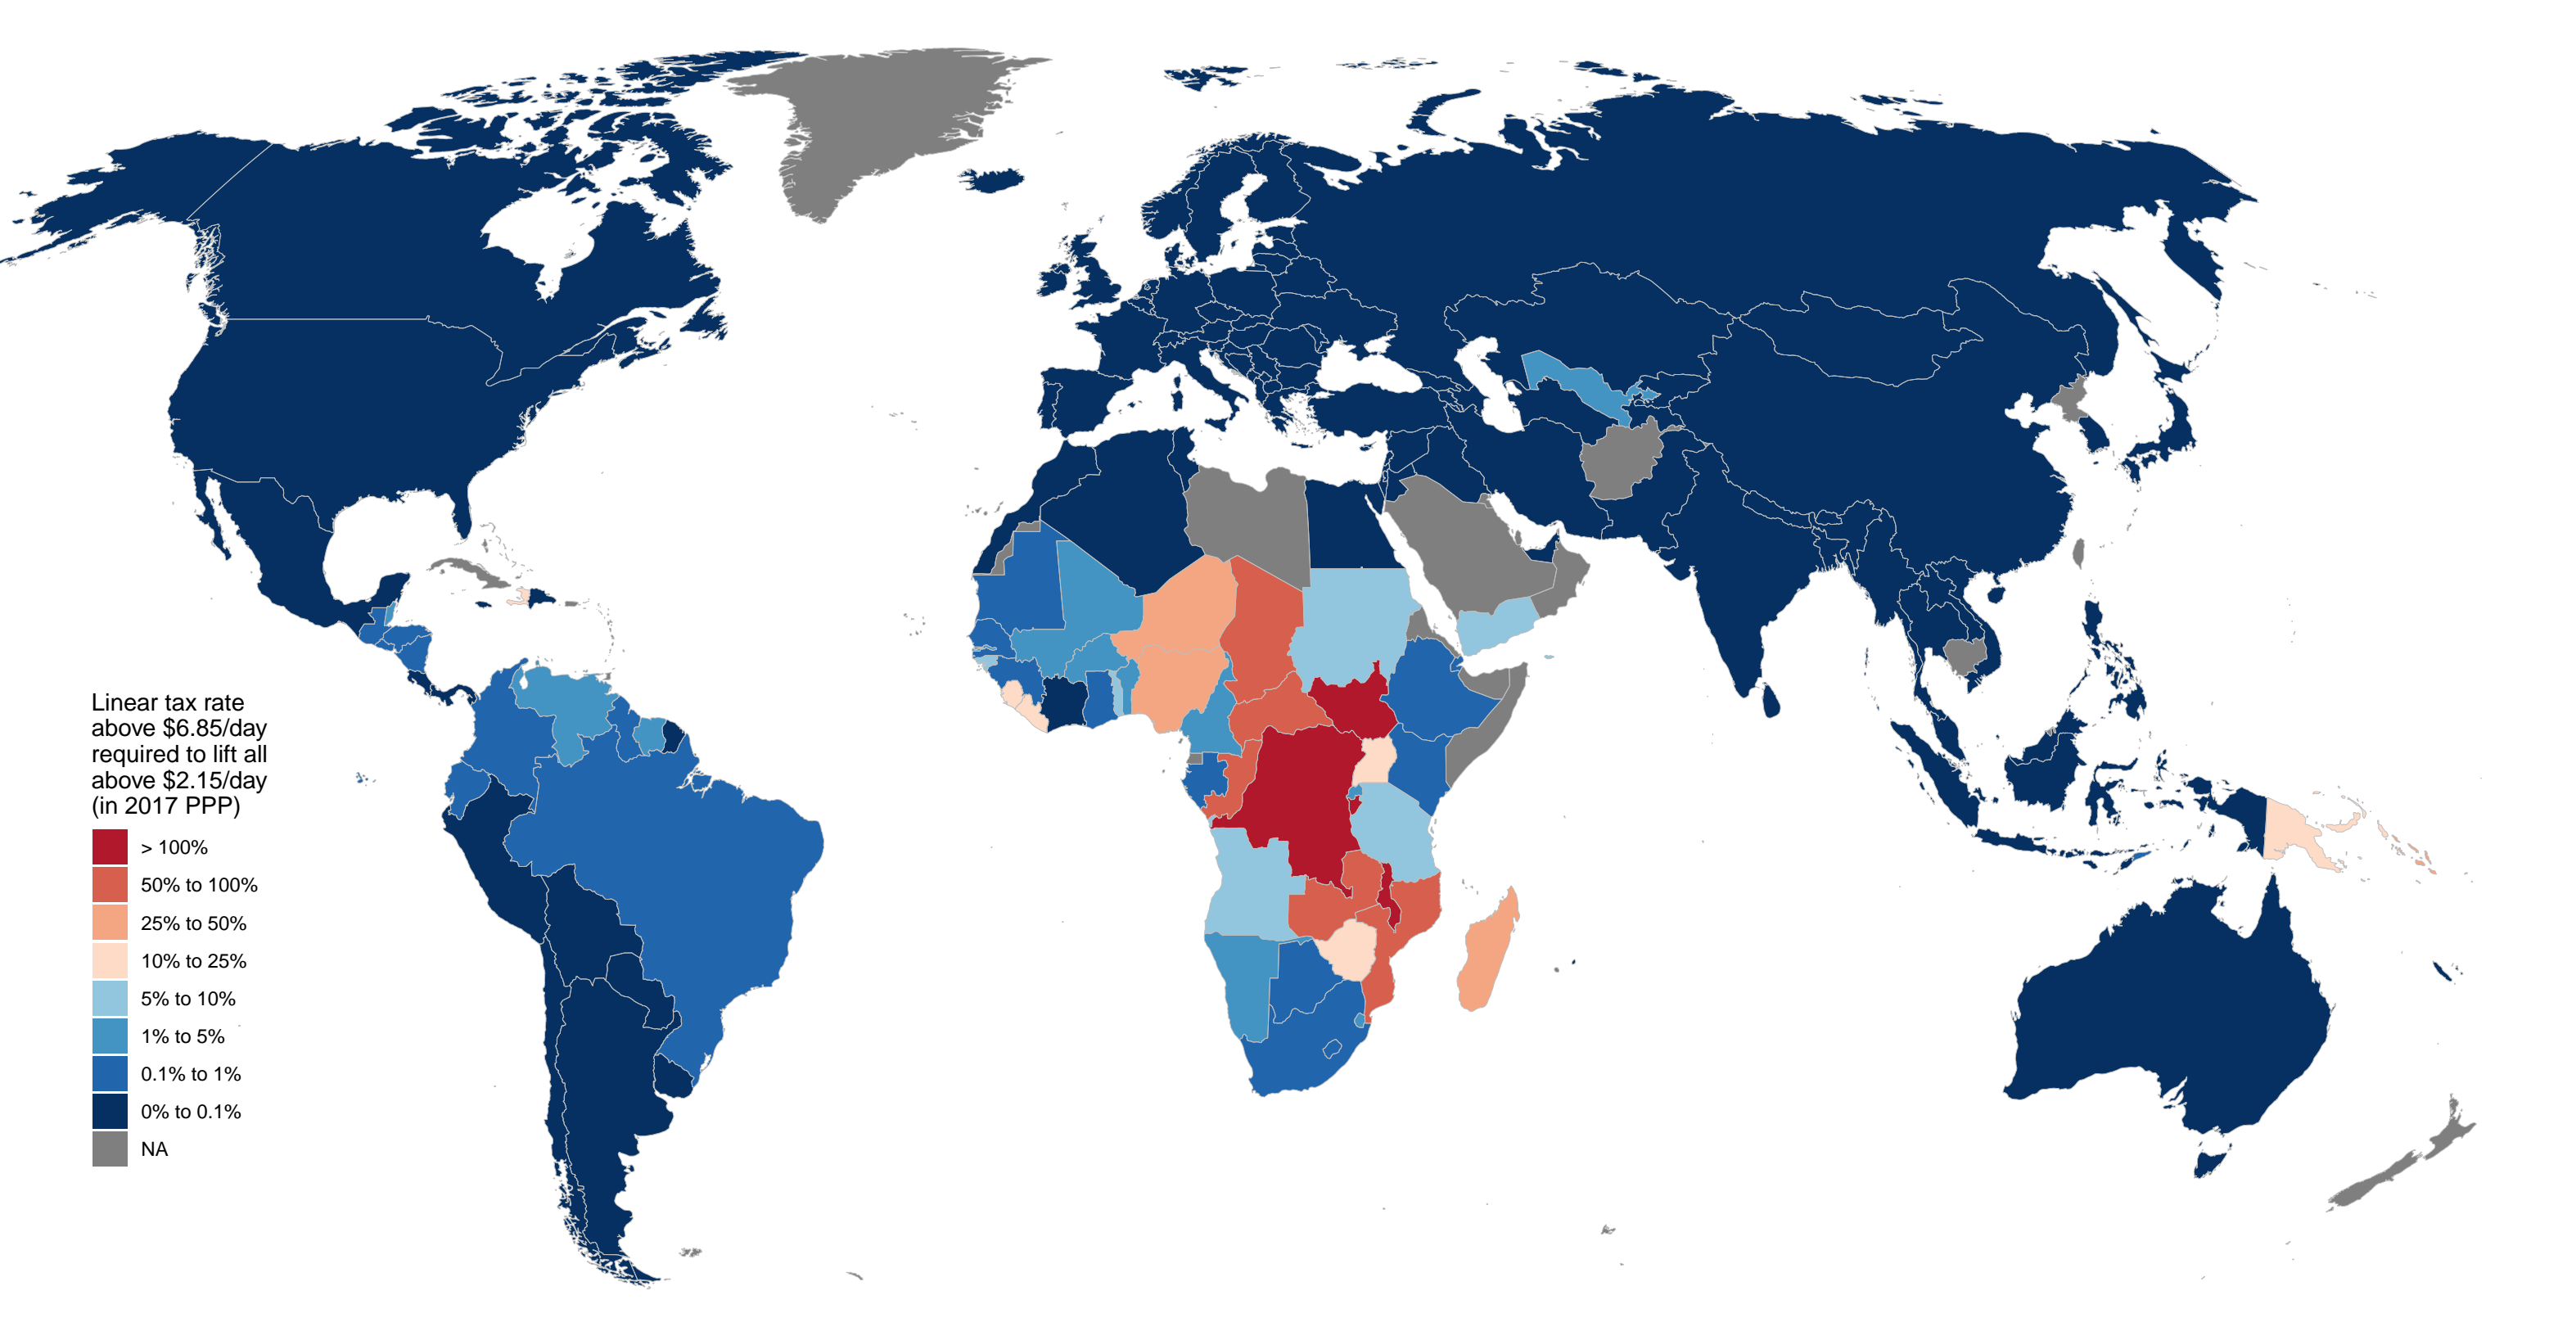 Linear tax rate
above $6.85/day
required to lift all
above $2.15/day
(in 2017 PPP)
> 100%
50% to 100%
25% to 50%
10% to 25%
5% to 10%
1% to 5%
0.1% to 1%
0% to 0.1%
NA